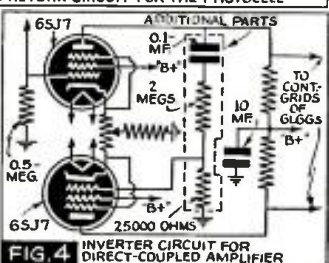 RETURN CIRCUIT FOR THE PHOTOCELL
6SJ7
ADDITIONAL PARTS
0.1-
MF.
"B+"
2
MEGS
TO
CONT.-
GRIDS OF
6L6GS
10
MF.
"B+"
0.5-
MEG.
"B+"
6SJ7
25000 OHMS
FIG. 4
INVERTER CIRCUIT FOR
DIRECT-COUPLED AMPLIFIER